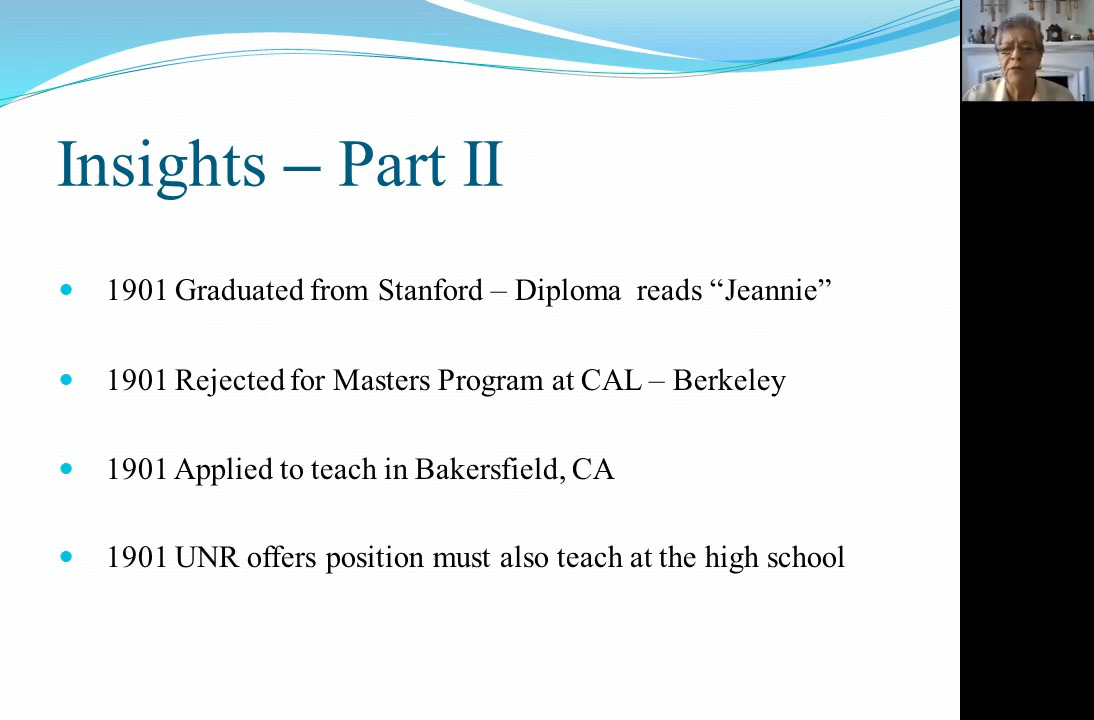 Insights – Part II
1901 Graduated from Stanford – Diploma reads “Jeannie”
1901 Rejected for Masters Program at CAL – Berkeley
1901 Applied to teach in Bakersfield, CA
1901 UNR offers position must also teach at the high school